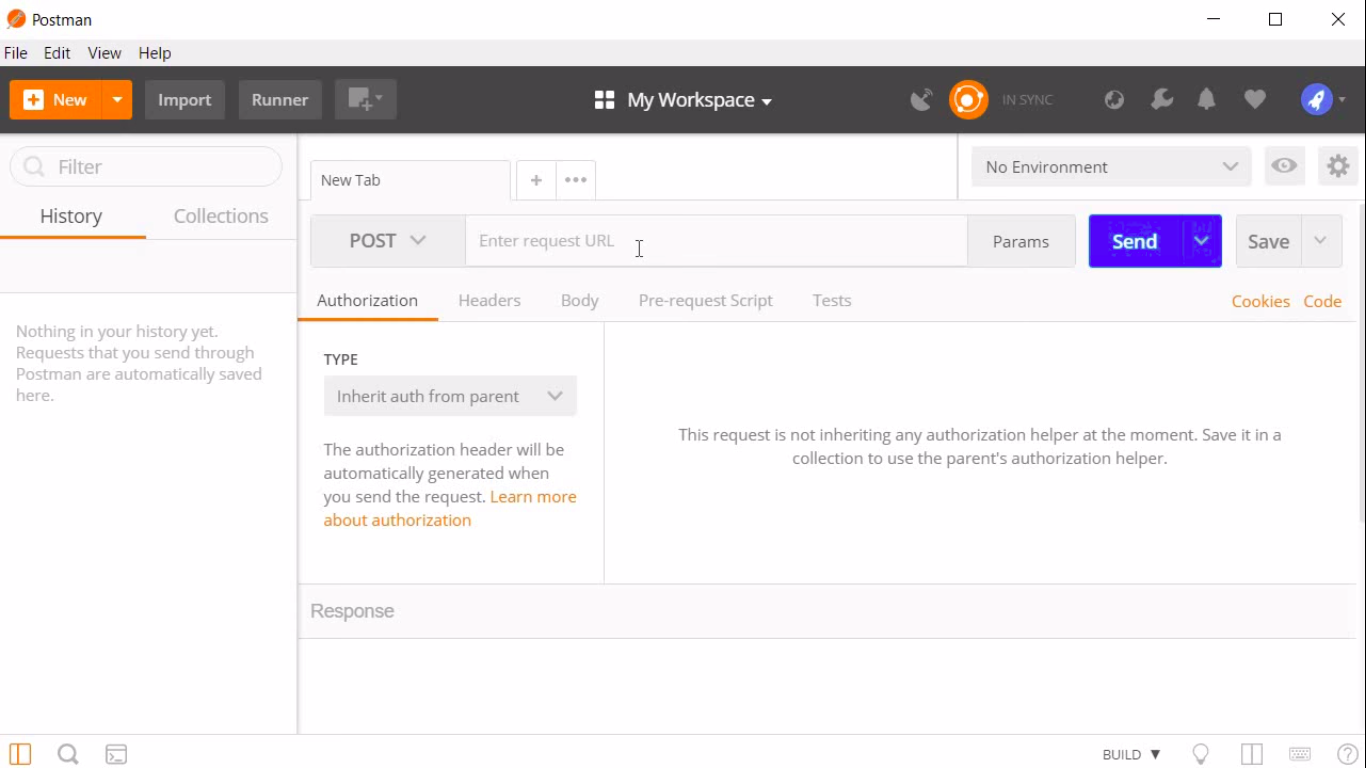 Postman
File Edit View Help
New Import Runner My Workspace IN SYNC
Filter
History Collections
Nothing in your history yet.
Requests that you send through
Postman are automatically saved
here.
New Tab
No Environment
POST Enter request URL Params Send Save
Authorization Headers Body Pre-request Script Tests Cookies Code
TYPE
Inherit auth from parent
The authorization header will be
automatically generated when
you send the request. Learn more
about authorization
This request is not inheriting any authorization helper at the moment. Save it in a
collection to use the parent's authorization helper.
Response
BUILD